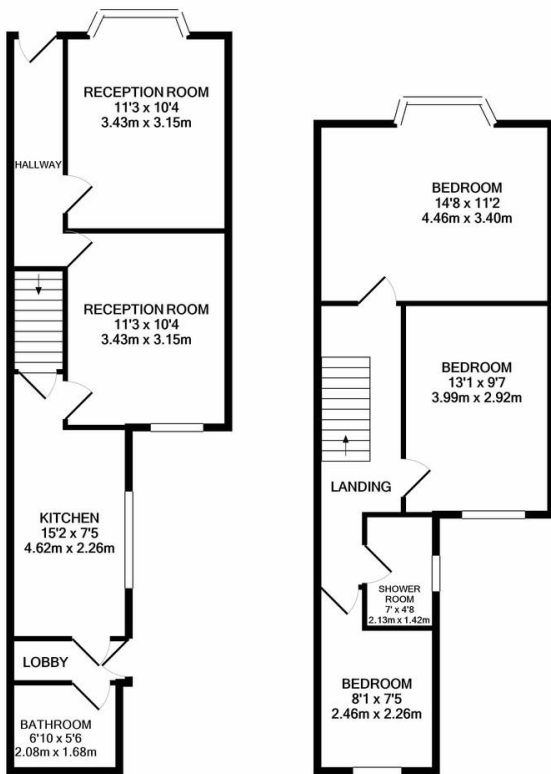 RECEPTION ROOM
11'3 x 10'4
3.43m x 3.15m
HALLWAY
RECEPTION ROOM
11'3 x 10'4
3.43m x 3.15m
KITCHEN
15'2 x 7'5
4.62m x 2.26m
LOBBY
BATHROOM
6'10 x 5'6
2.08m x 1.68m
BEDROOM
14'8 x 11'2
4.46m x 3.40m
BEDROOM
13'1 x 9'7
3.99m x 2.92m
LANDING
SHOWER
ROOM
7' x 4'8
2.13m x 1.42m
BEDROOM
8'1 x 7'5
2.46m x 2.26m